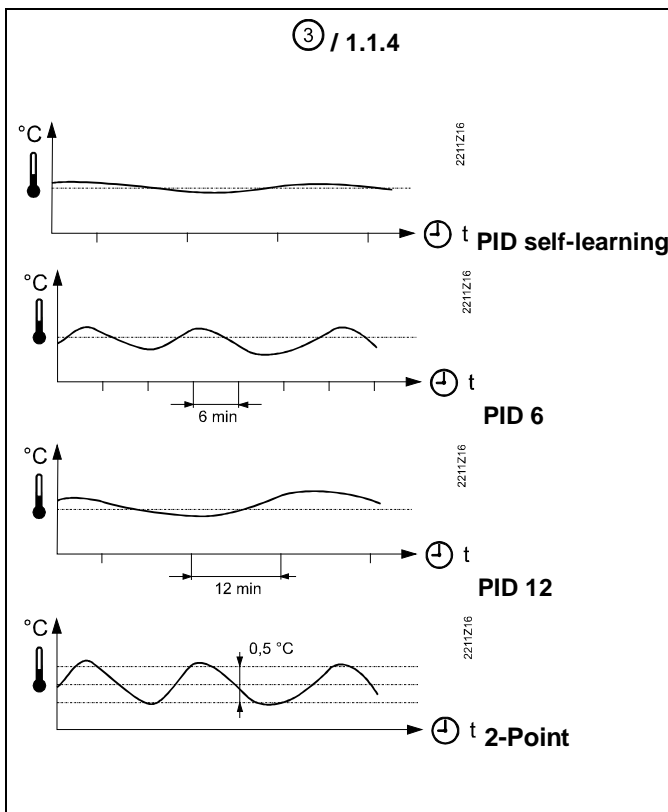 3 / 1.1.4
°C
2211Z16
t PID self-learning
°C
2211Z16
t
6 min
PID 6
°C
2211Z16
t
12 min
PID 12
°C
2211Z16
0,5 °C
t 2-Point